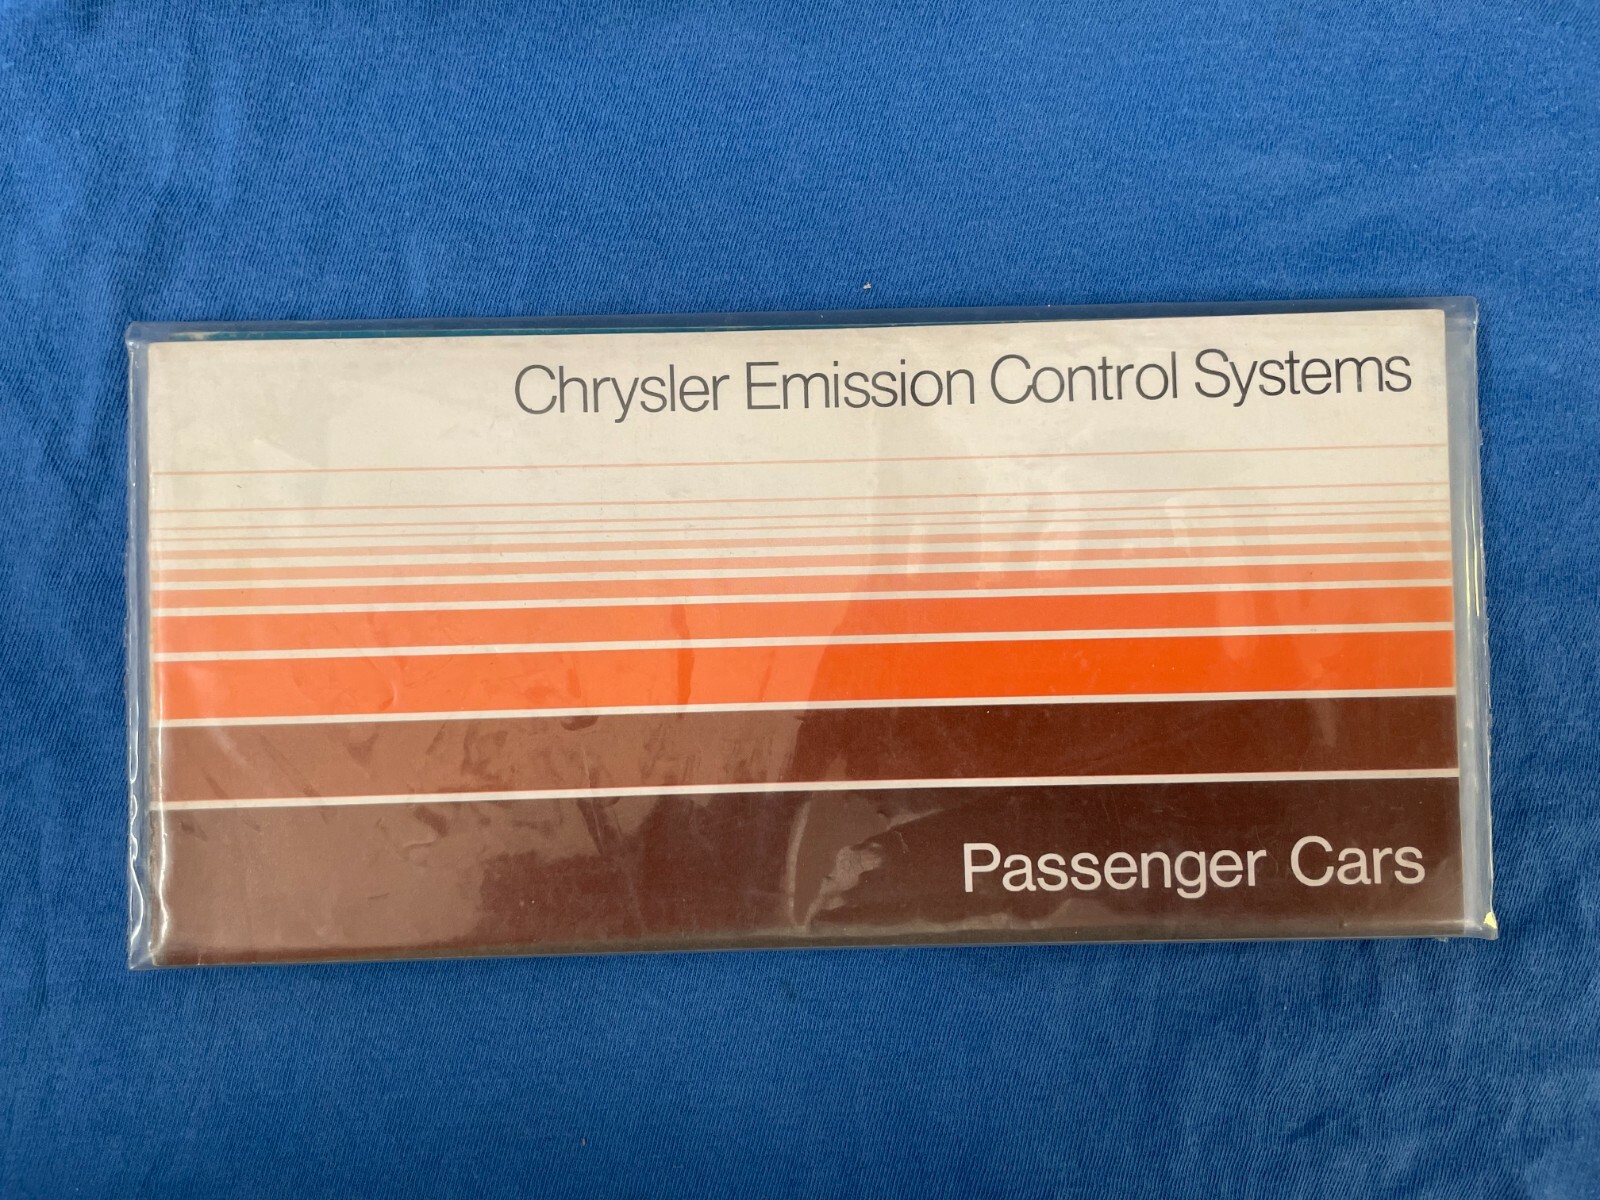 Chrysler Emission Control Systems
Passenger Cars